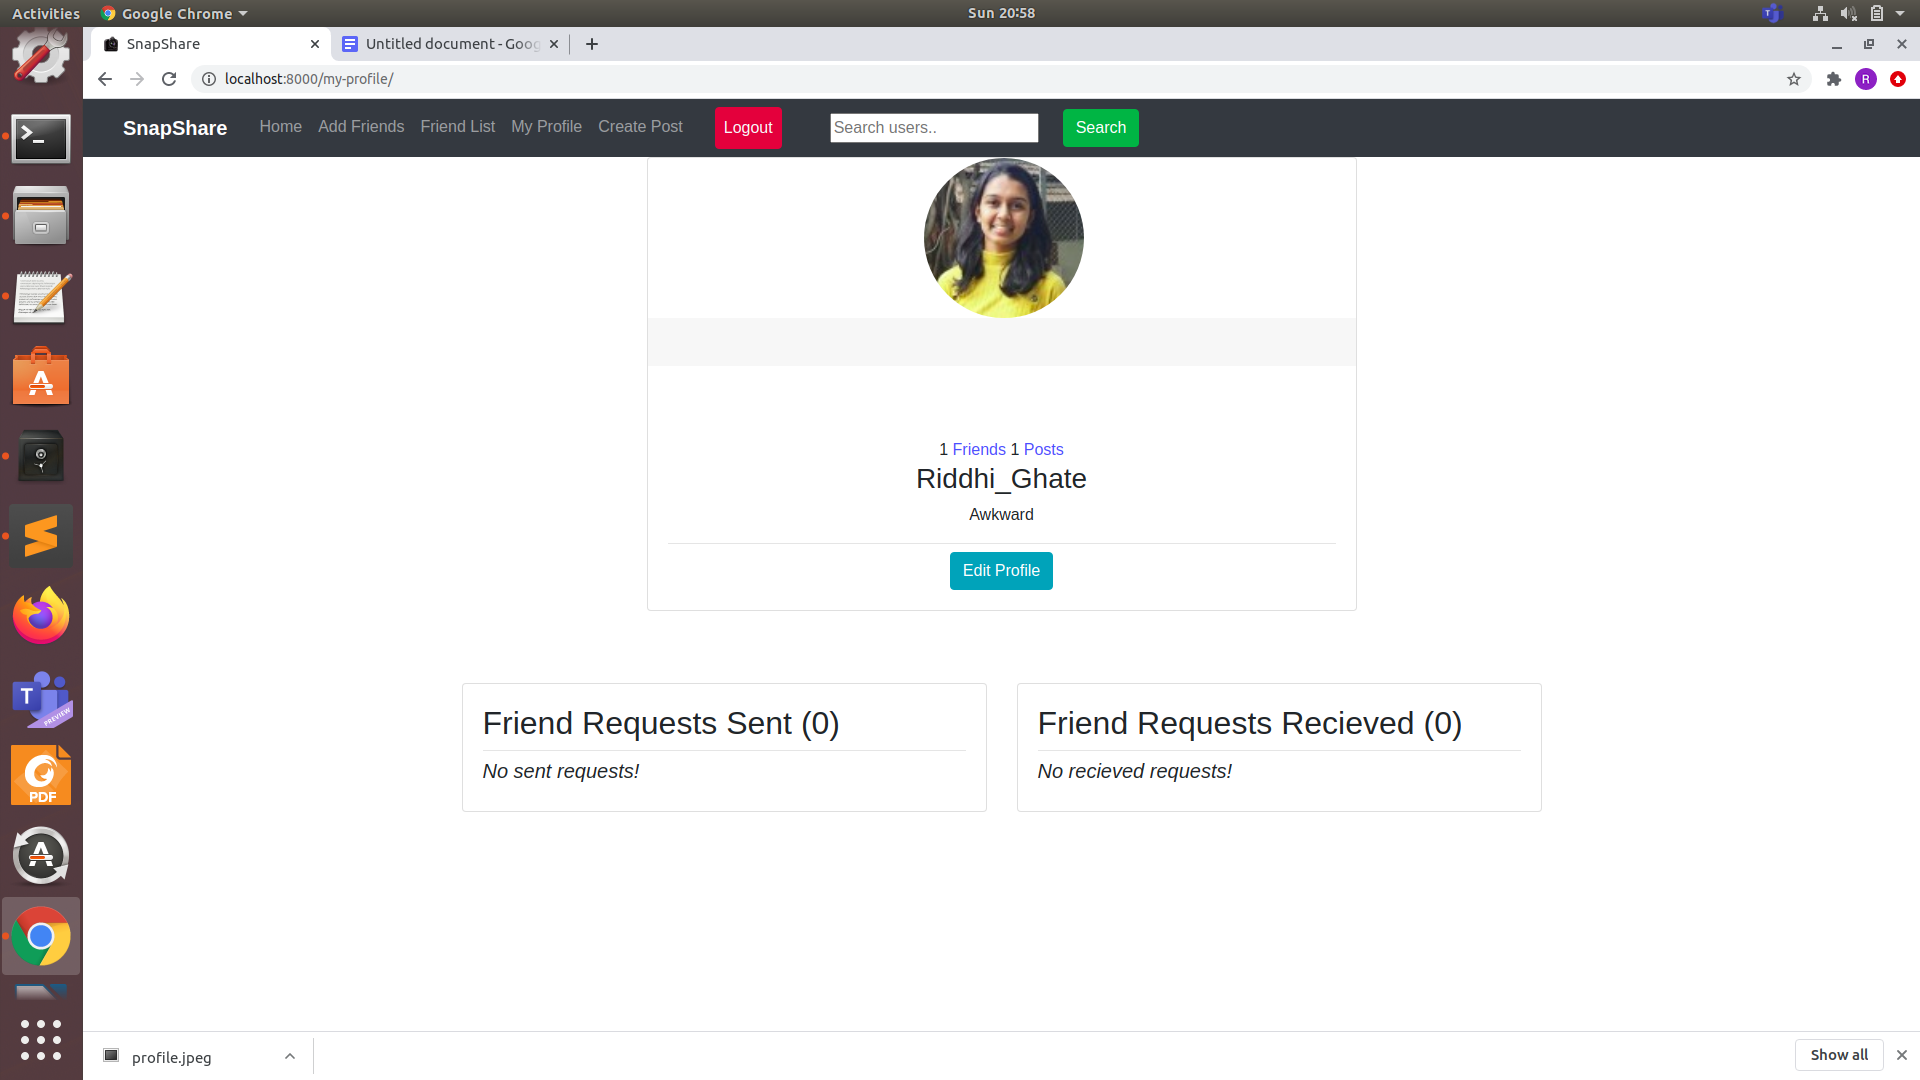 Activities Google Chrome Sun 20:58
SnapShare Untitled document - Goog
localhost:8000/my-profile/ R
SnapShare Home Add Friends Friend List My Profile Create Post Logout Search users.. Search
1 Friends 1 Posts
Riddhi_Ghate
Awkward
Edit Profile
Friend Requests Sent (0)
No sent requests!
Friend Requests Recieved (0)
No recieved requests!
T
PREVIEW
PDF
profile.jpeg Show all